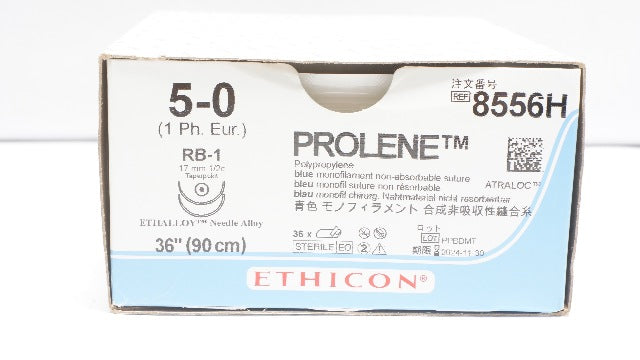 5-0
(1 Ph. Eur.)
RB-1
17 mm 1/2c
Taperpoint
ETHALLOY™ Needle Alloy
36" (90 cm)
注文番号
REF 8556H
PROLENE™
Polypropylene
blue monofilament non-absorbable suture
bleu monofil suture non résorbable
blau monofil chirurg. Nahtmaterial nicht resorbierbar
青色 モノフィラメント 合成非吸収性縫合糸
ATRALOC™
36 x
STERILE EO
ロット
LOT
期限 2024-11-30
ETHICON®